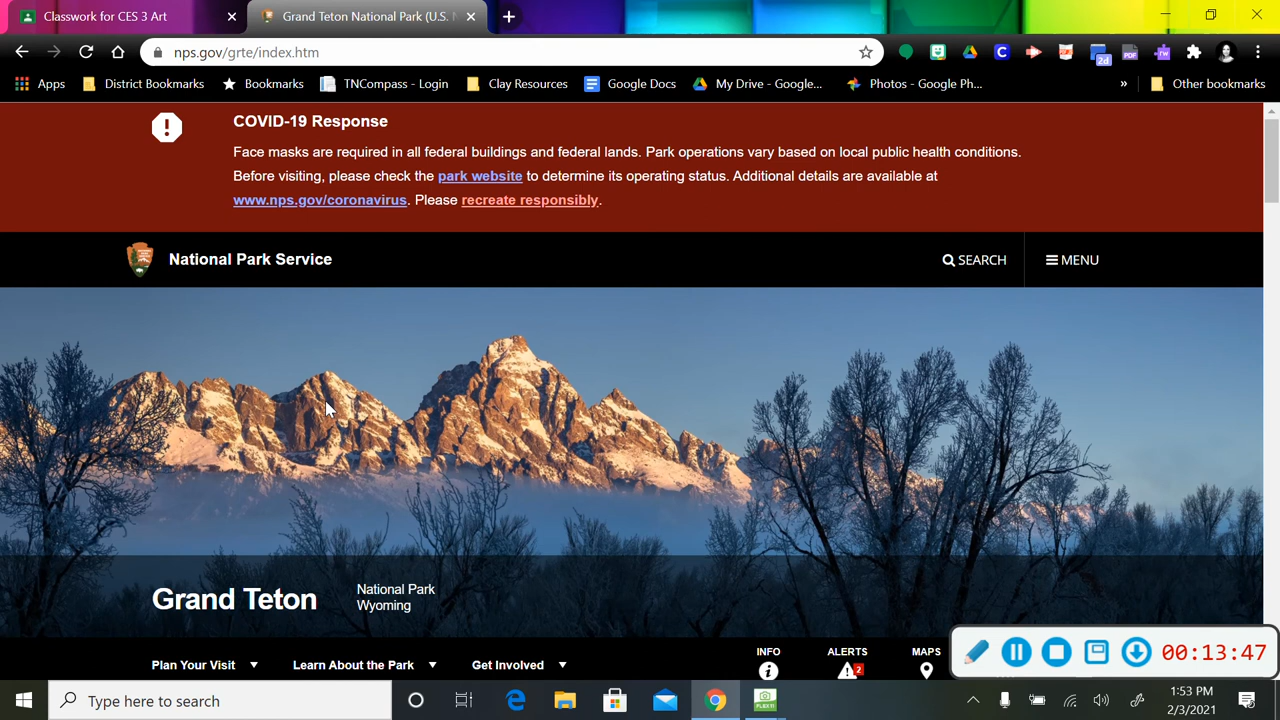 Classwork for CES 3 Art
Grand Teton National Park (U.S.
nps.gov/grte/index.htm
2d
PDF
rw
Apps
District Bookmarks
Bookmarks
TNCompass - Login
Clay Resources
Google Docs
My Drive - Google...
Photos - Google Ph...
»
Other bookmarks
COVID-19 Response
Face masks are required in all federal buildings and federal lands. Park operations vary based on local public health conditions.
Before visiting, please check the park website to determine its operating status. Additional details are available at
www.nps.gov/coronavirus. Please recreate responsibly.
National Park Service
SEARCH
MENU
Grand Teton
National Park
Wyoming
Plan Your Visit
Learn About the Park
Get Involved
INFO
ALERTS
2
MAPS
00:13:47
Type here to search
1:53 PM
2/3/2021